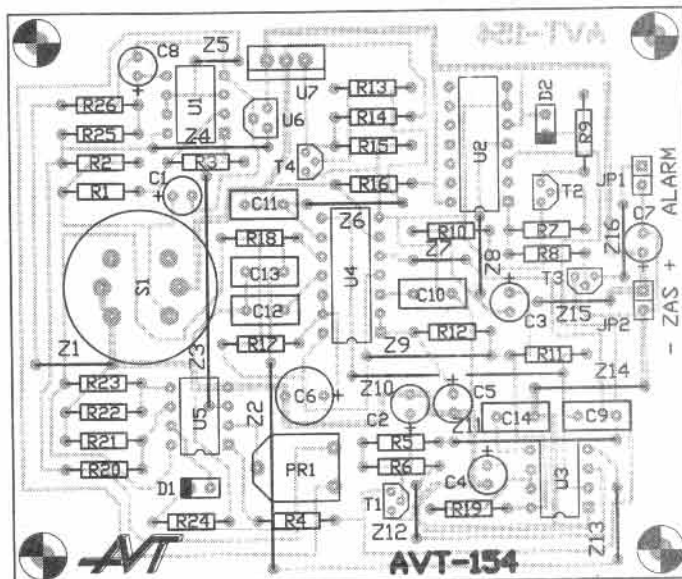 C8
Z5
AVT-154
R26
U1
U7
R13
D2
R25
U6
R14
U2
R9
Z4
R15
R2
R3
T4
R1
C1
R16
T2
JP1
ALARM
C11
Z6
R10
R7
Z16
C7
R18
Z7
R8
S1
C13
U4
Z8
T3
C10
C12
C3
Z15
- ZAS +
JP2
Z1
Z3
R17
R12
Z9
R11
Z14
R23
Z10
C5
R22
U5
Z2
C6
C2
Z11
C14
C9
R21
R5
R20
PR1
R6
C4
U3
D1
T1
R19
R24
R4
Z12
Z13
AVT
AVT-154